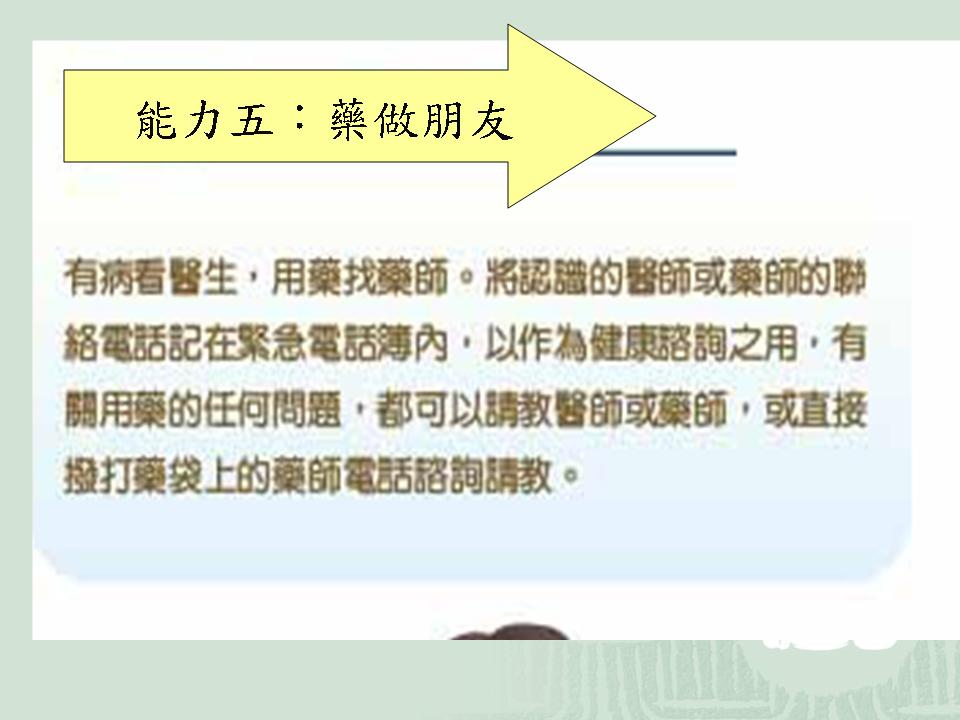 能力五：藥做朋友
有病看醫生，用藥找藥師。將認識的醫師或藥師的聯
絡電話記在緊急電話簿內，以作為健康諮詢之用，有
關用藥的任何問題，都可以請教醫師或藥師，或直接
撥打藥袋上的藥師電話諮詢請教。